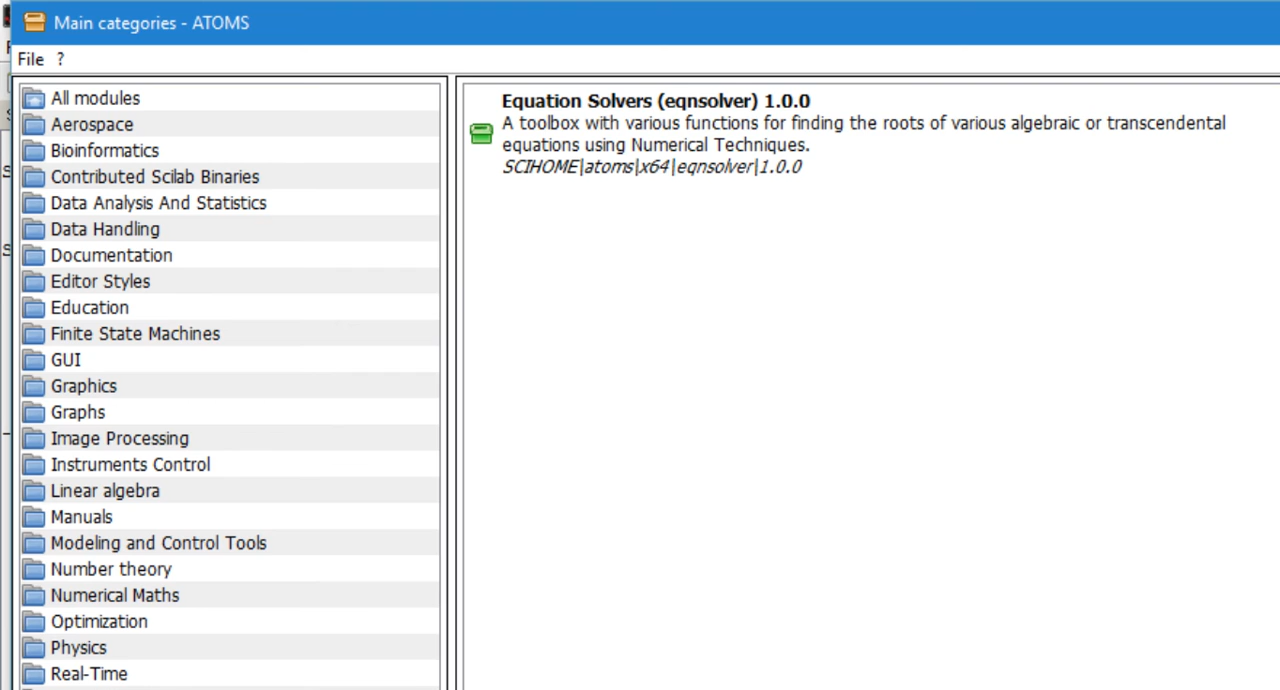 Main categories - ATOMS
File ?
All modules
Aerospace
Bioinformatics
Contributed Scilab Binaries
Data Analysis And Statistics
Data Handling
Documentation
Editor Styles
Education
Finite State Machines
GUI
Graphics
Graphs
Image Processing
Instruments Control
Linear algebra
Manuals
Modeling and Control Tools
Number theory
Numerical Maths
Optimization
Physics
Real-Time
Equation Solvers (eqnsolver) 1.0.0
A toolbox with various functions for finding the roots of various algebraic or transcendental
equations using Numerical Techniques.
SCIHOME|atoms|x64|eqnsolver|1.0.0